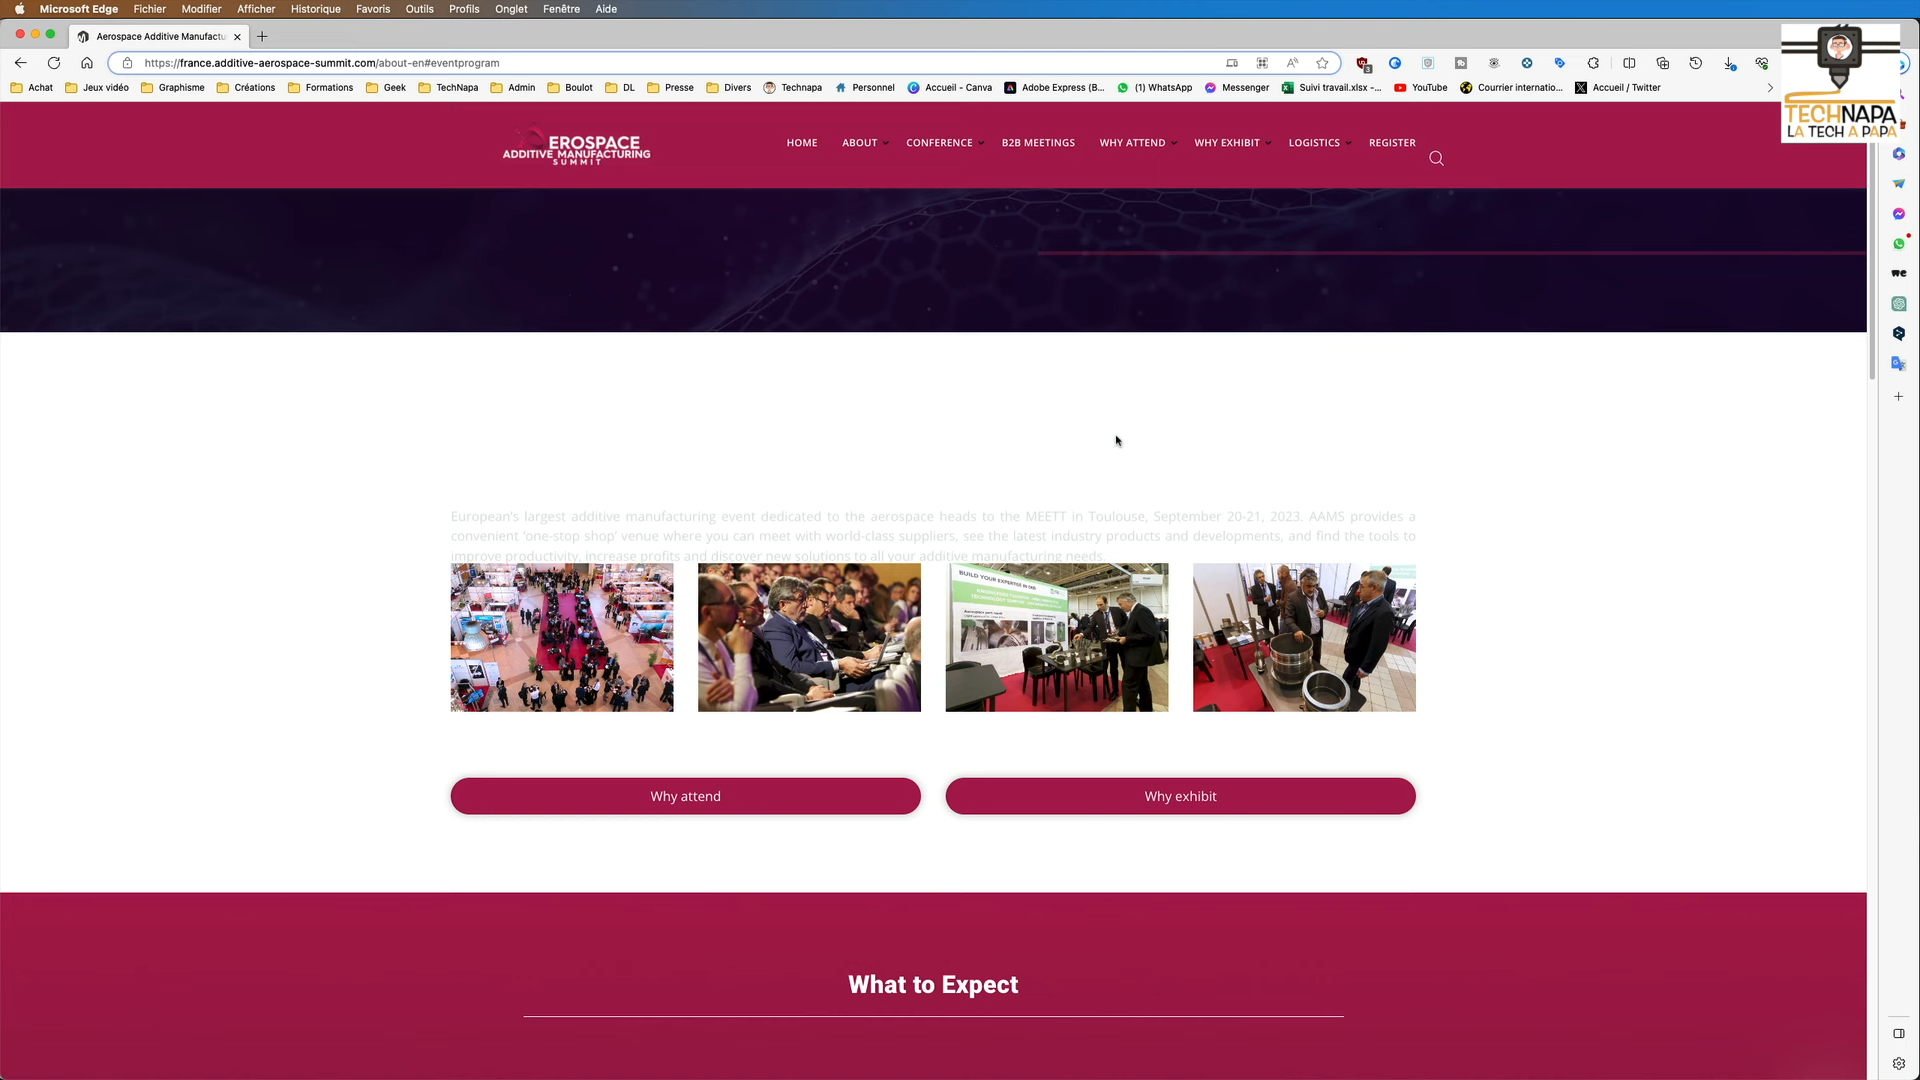 Microsoft Edge Fichier Modifier Afficher Historique Favoris Outils Profils Onglet Fenêtre Aide
Aerospace Additive Manufactu
https://france.additive-aerospace-summit.com/about-en#eventprogram
Achat Jeux vidéo Graphisme Créations Formations Geek TechNapa Admin Boulot DL Presse Divers Technapa Personnel Accueil - Canva Adobe Express (B... (1) WhatsApp Messenger Suivi travail.xlsx -... YouTube Courrier internatio... Accueil / Twitter
TECHNAPA
LA TECH A PAPA
EROSPACE
ADDITIVE MANUFACTURING
SUMMIT
HOME ABOUT CONFERENCE B2B MEETINGS WHY ATTEND WHY EXHIBIT LOGISTICS REGISTER
European's largest additive manufacturing event dedicated to the aerospace heads to the MEETT in Toulouse, September 20-21, 2023. AAMS provides a
convenient 'one-stop shop' venue where you can meet with world-class suppliers, see the latest industry products and developments, and find the tools to
improve productivity, increase profits and discover new solutions to all your additive manufacturing needs.
BUILD YOUR EXPERTISE IN
Why attend
Why exhibit
What to Expect